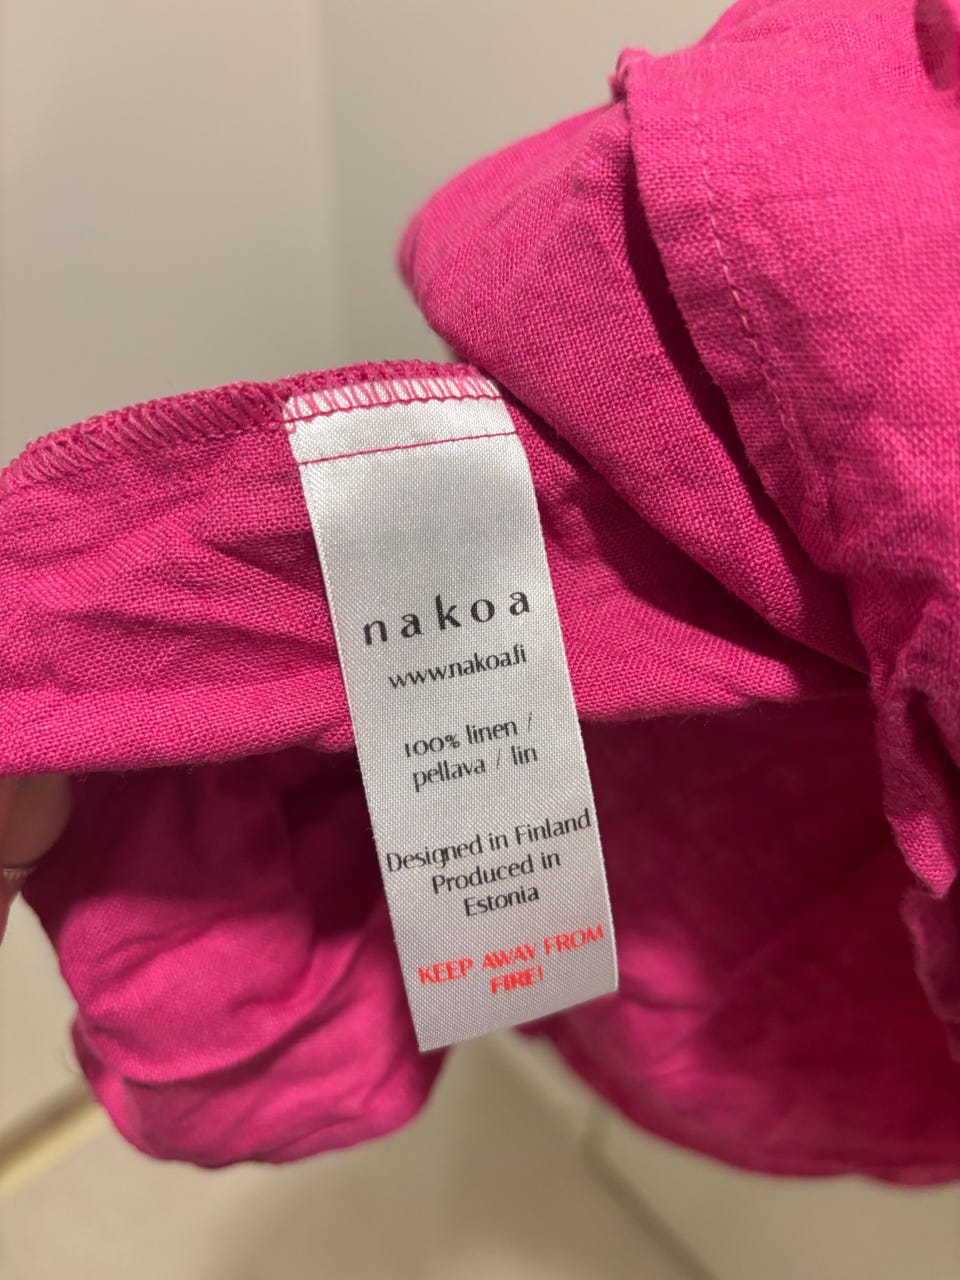 nakoa
www.nakoa.fi
100% linen /
pellava / lin
Designed in Finland
Produced in
Estonia
KEEP AWAY FROM
FIRE!